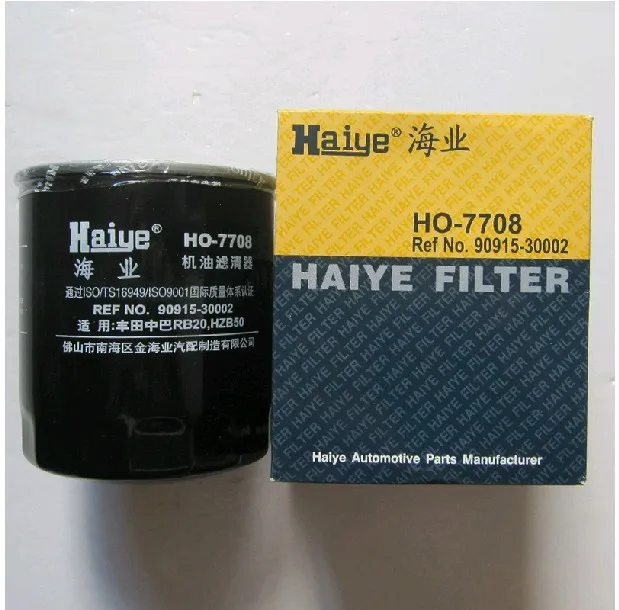 Haiye® HO-7708
海业 机油滤清器
通过ISO/TS16949/ISO9001国际质量体系认证
REF NO. 90915-30002
适用:丰田中巴RB20,HZB50
佛山市南海区金海业汽配制造有限公司
Haiye® 海业
HO-7708
Ref No. 90915-30002
HAIYE FILTER
Haiye Automotive Parts Manufacturer